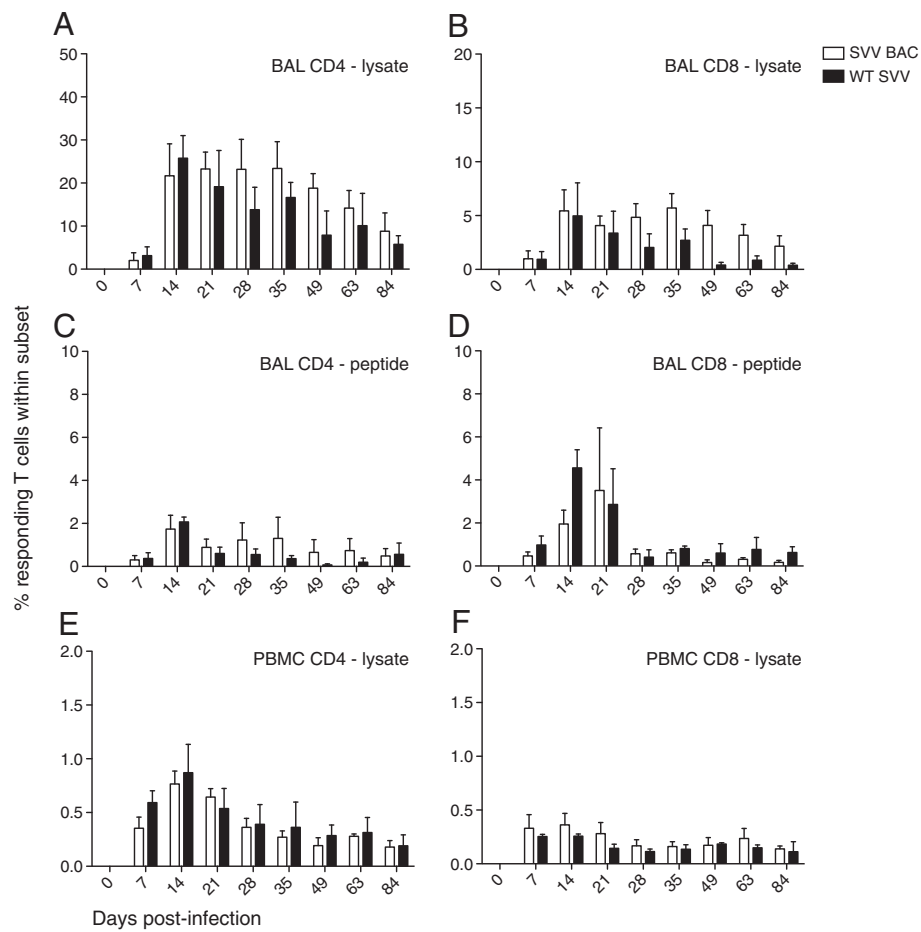 A
BAL CD4 - lysate
50
40
30
20
10
0
0 7 14 21 28 35 49 63 84
B
BAL CD8 - lysate
20
15
10
5
0
0 7 14 21 28 35 49 63 84
SVV BAC
WT SVV
C
BAL CD4 - peptide
10
8
6
4
2
0
0 7 14 21 28 35 49 63 84
D
BAL CD8 - peptide
10
8
6
4
2
0
0 7 14 21 28 35 49 63 84
% responding T cells within subset
E
PBMC CD4 - lysate
2.0
1.5
1.0
0.5
0.0
0 7 14 21 28 35 49 63 84
F
PBMC CD8 - lysate
2.0
1.5
1.0
0.5
0.0
0 7 14 21 28 35 49 63 84
Days post-infection